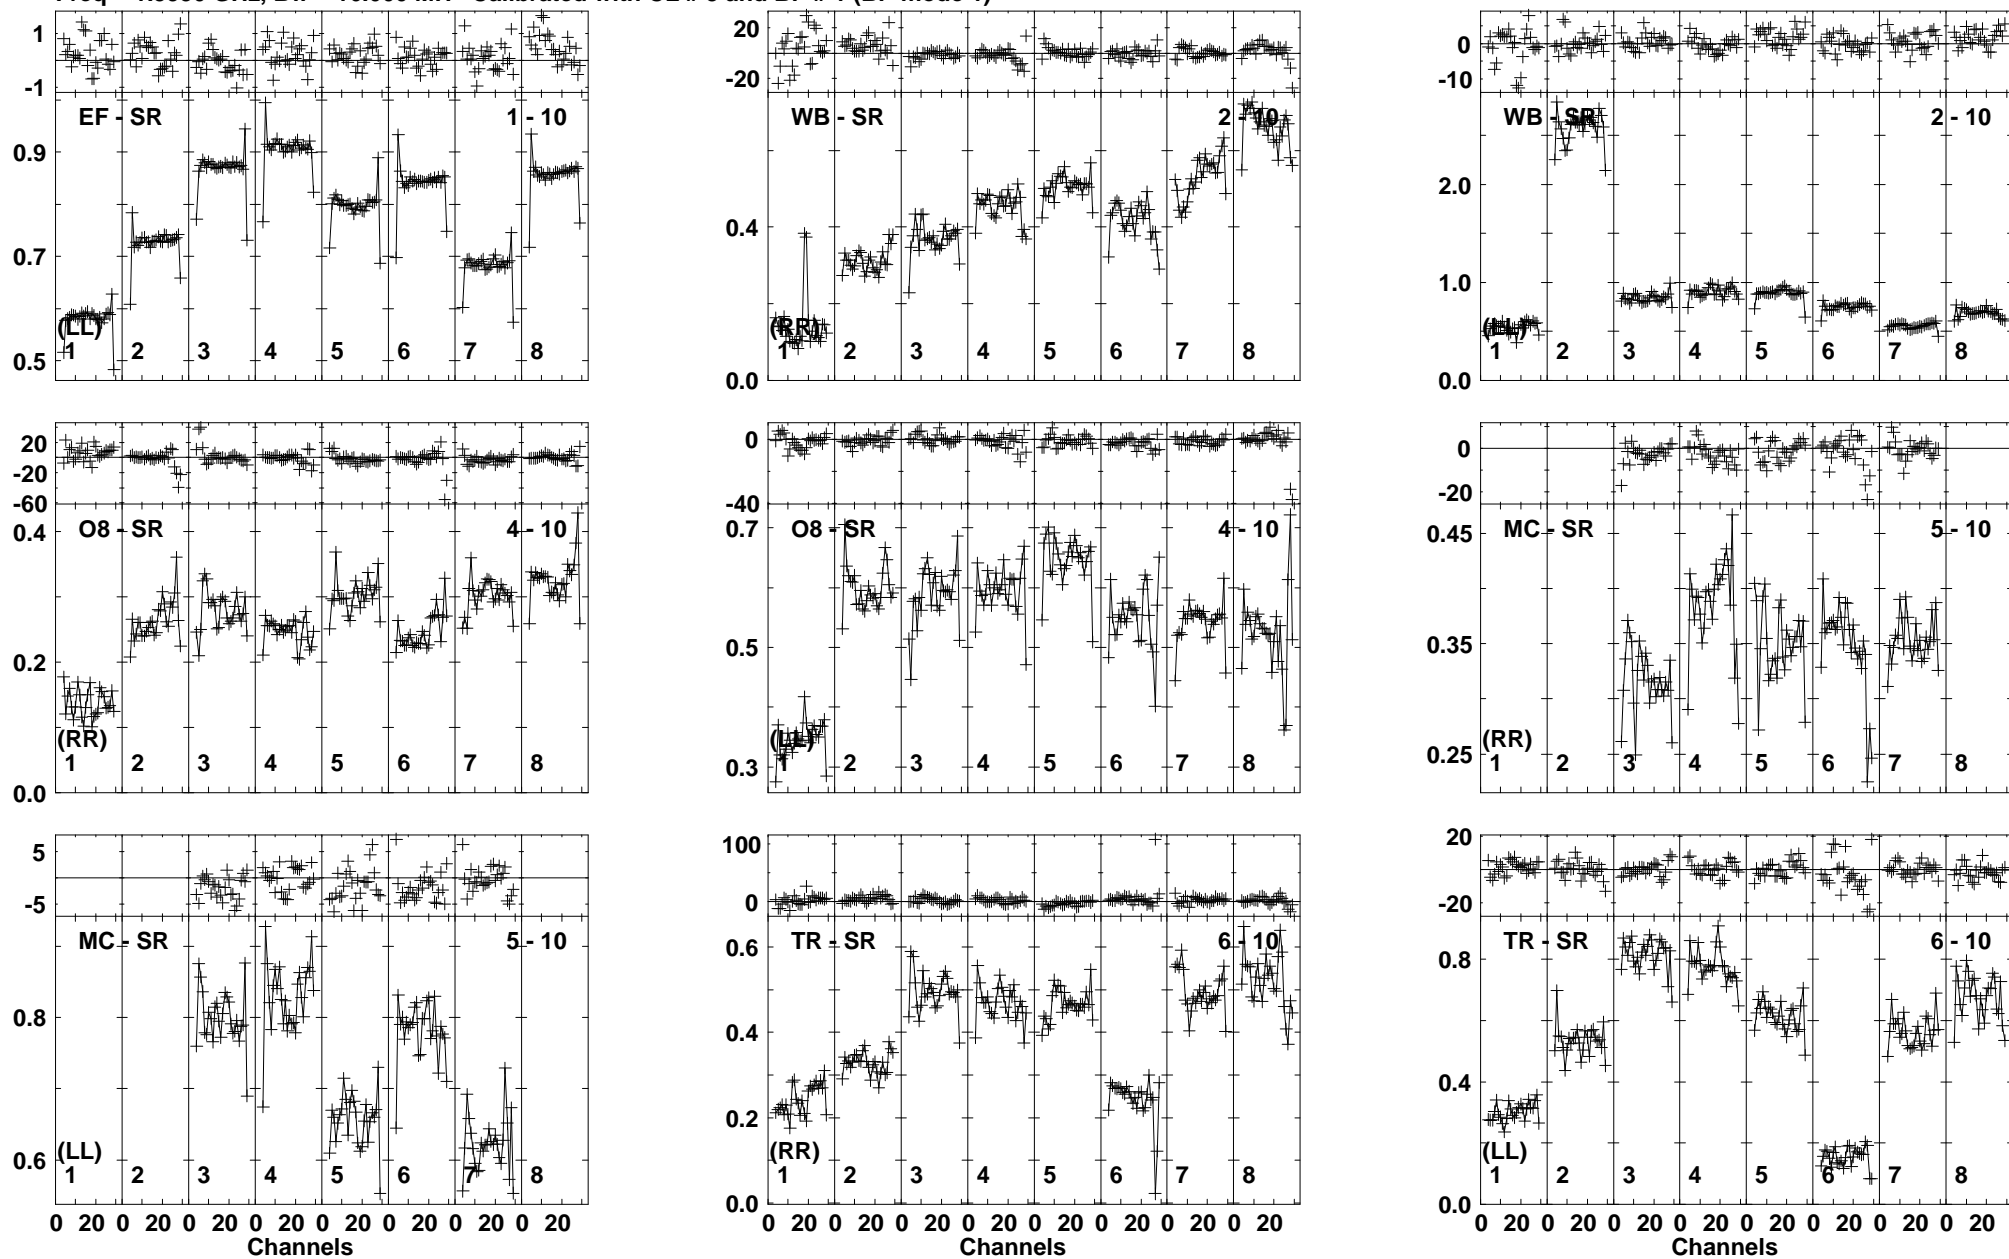 1
-1
EF - SR 1 - 10
0.9
0.7
0.5
(LL)
1 2 3 4 5 6 7 8
20
-20
WB - SR 2 - 10
0.4
0.0
(RR)
1 2 3 4 5 6 7 8
0
-10
WB - SR 2 - 10
2.0
1.0
0.0
(LL)
1 2 3 4 5 6 7 8
20
-20
-60
O8 - SR 4 - 10
0.4
0.2
0.0
(RR)
1 2 3 4 5 6 7 8
0
-40
O8 - SR 4 - 10
0.7
0.5
0.3
(LL)
1 2 3 4 5 6 7 8
0
-20
MC - SR 5 - 10
0.45
0.35
0.25
(RR)
1 2 3 4 5 6 7 8
5
-5
MC - SR 5 - 10
0.8
0.6
(LL)
1 2 3 4 5 6 7 8
0 20 0 20 0 20 0 20 0 20 0 20 0 20 0 20
Channels
100
0
TR - SR 6 - 10
0.6
0.4
0.2
0.0
(RR)
1 2 3 4 5 6 7 8
0 20 0 20 0 20 0 20 0 20 0 20 0 20 0 20
Channels
20
-20
TR - SR 6 - 10
0.8
0.4
0.0
(LL)
1 2 3 4 5 6 7 8
0 20 0 20 0 20 0 20 0 20 0 20 0 20 0 20
Channels